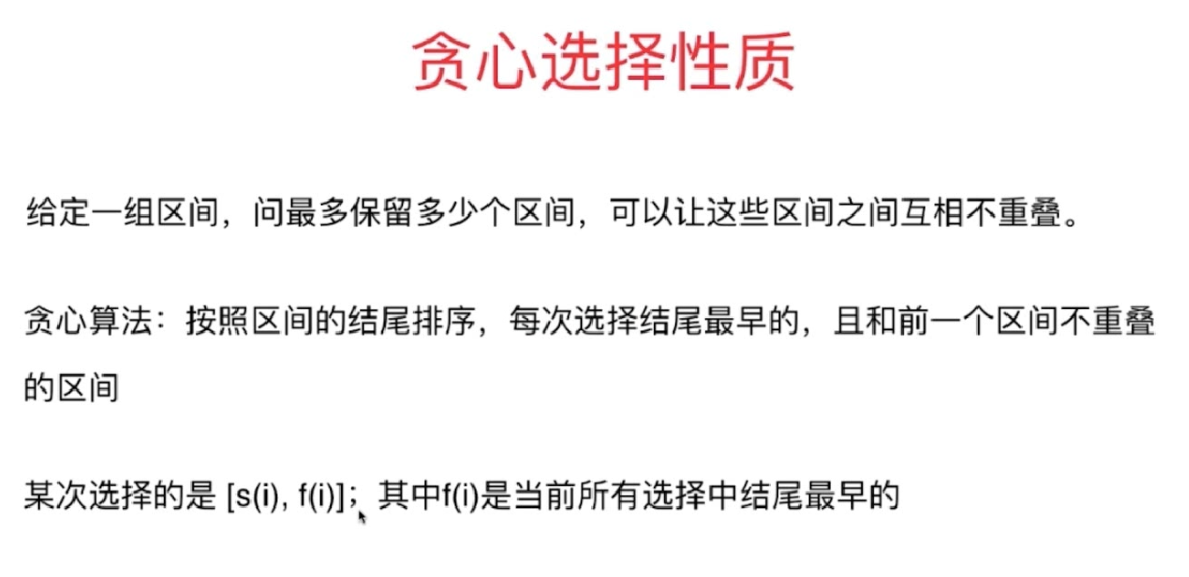 贪心选择性质
给定一组区间，问最多保留多少个区间，可以让这些区间之间互相不重叠。
贪心算法：按照区间的结尾排序，每次选择结尾最早的，且和前一个区间不重叠
的区间
某次选择的是 [s(i), f(i)]；其中f(i)是当前所有选择中结尾最早的